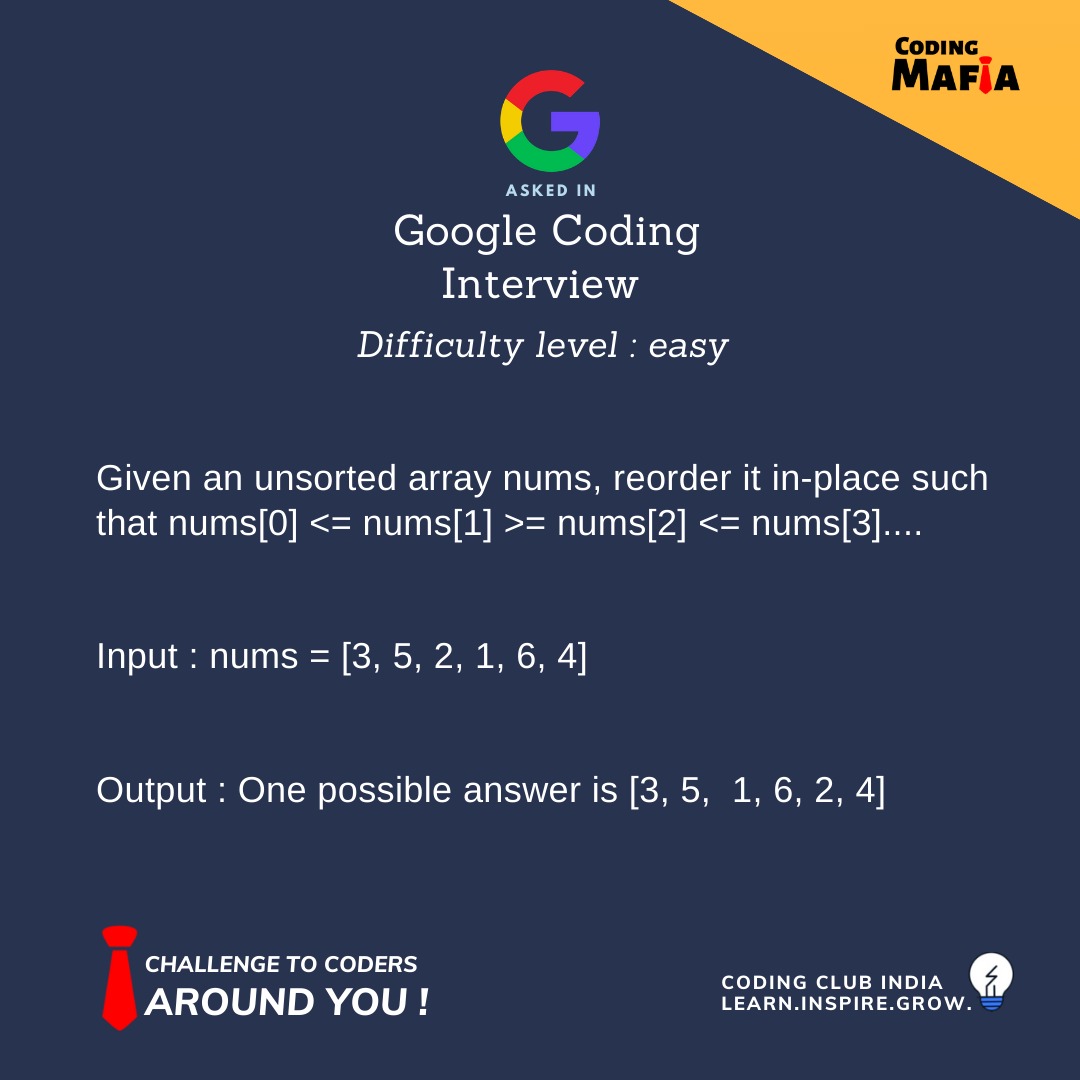 CODING
MAFIA
ASKED IN
Google Coding
Interview
Difficulty level : easy
Given an unsorted array nums, reorder it in-place such
that nums[0] <= nums[1] >= nums[2] <= nums[3]....
Input : nums = [3, 5, 2, 1, 6, 4]
Output : One possible answer is [3, 5,  1, 6, 2, 4]
CHALLENGE TO CODERS
AROUND YOU !
CODING CLUB INDIA
LEARN.INSPIRE.GROW.